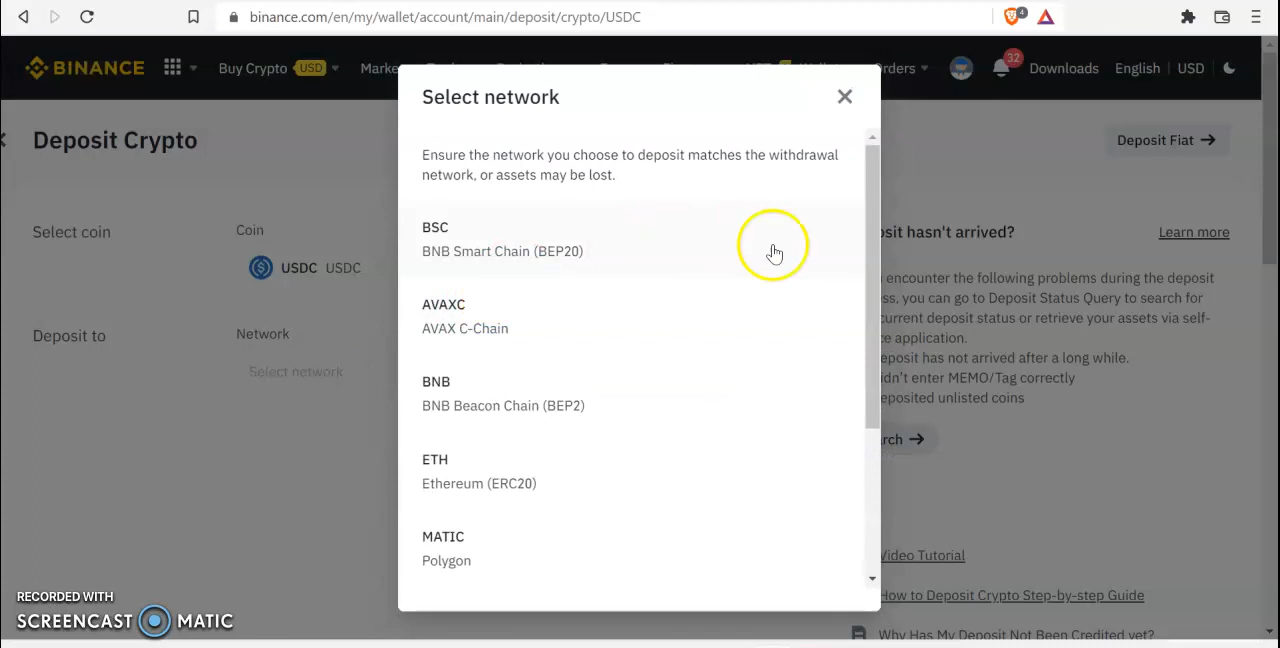 binance.com/en/my/wallet/account/main/deposit/crypto/USDC
4
BINANCE
Buy Crypto USD
Orders
32
Downloads
English
USD
Deposit Crypto
Deposit Fiat →
Select network
Ensure the network you choose to deposit matches the withdrawal
network, or assets may be lost.
BSC
BNB Smart Chain (BEP20)
AVAXC
AVAX C-Chain
BNB
BNB Beacon Chain (BEP2)
ETH
Ethereum (ERC20)
MATIC
Polygon
Select coin
Coin
USDC USDC
Deposit to
Network
Select network
hasn't arrived?
Learn more
encounter the following problems during the deposit
you can go to Deposit Status Query to search for
current deposit status or retrieve your assets via self-
application.
eposit has not arrived after a long while.
n't enter MEMO/Tag correctly
eposited unlisted coins
rch →
Video Tutorial
How to Deposit Crypto Step-by-step Guide
Why Has My Deposit Not Been Credited yet?
RECORDED WITH
SCREENCAST MATIC